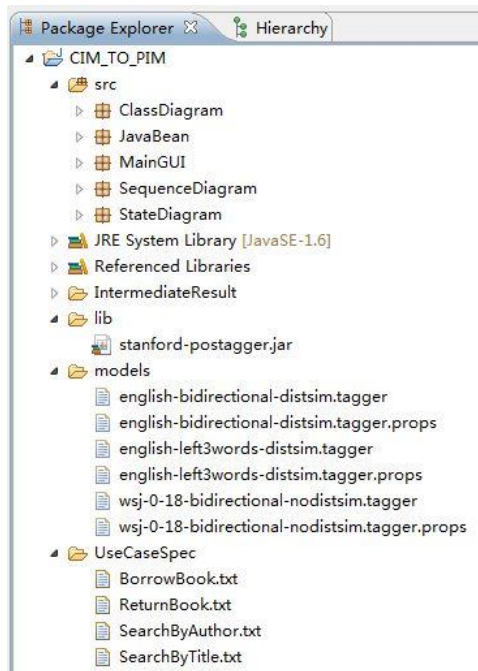 Package Explorer Hierarchy
CIM_TO_PIM
src
ClassDiagram
JavaBean
MainGUI
SequenceDiagram
StateDiagram
JRE System Library [JavaSE-1.6]
Referenced Libraries
IntermediateResult
lib
stanford-postagger.jar
models
english-bidirectional-distsim.tagger
english-bidirectional-distsim.tagger.props
english-left3words-distsim.tagger
english-left3words-distsim.tagger.props
wsj-0-18-bidirectional-nodistsim.tagger
wsj-0-18-bidirectional-nodistsim.tagger.props
UseCaseSpec
BorrowBook.txt
ReturnBook.txt
SearchByAuthor.txt
SearchByTitle.txt